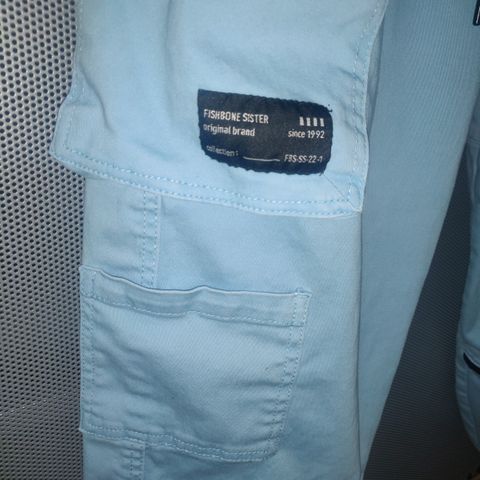 FISHBONE SISTER
original brand since 1992
collection: FBS-SS-22-1